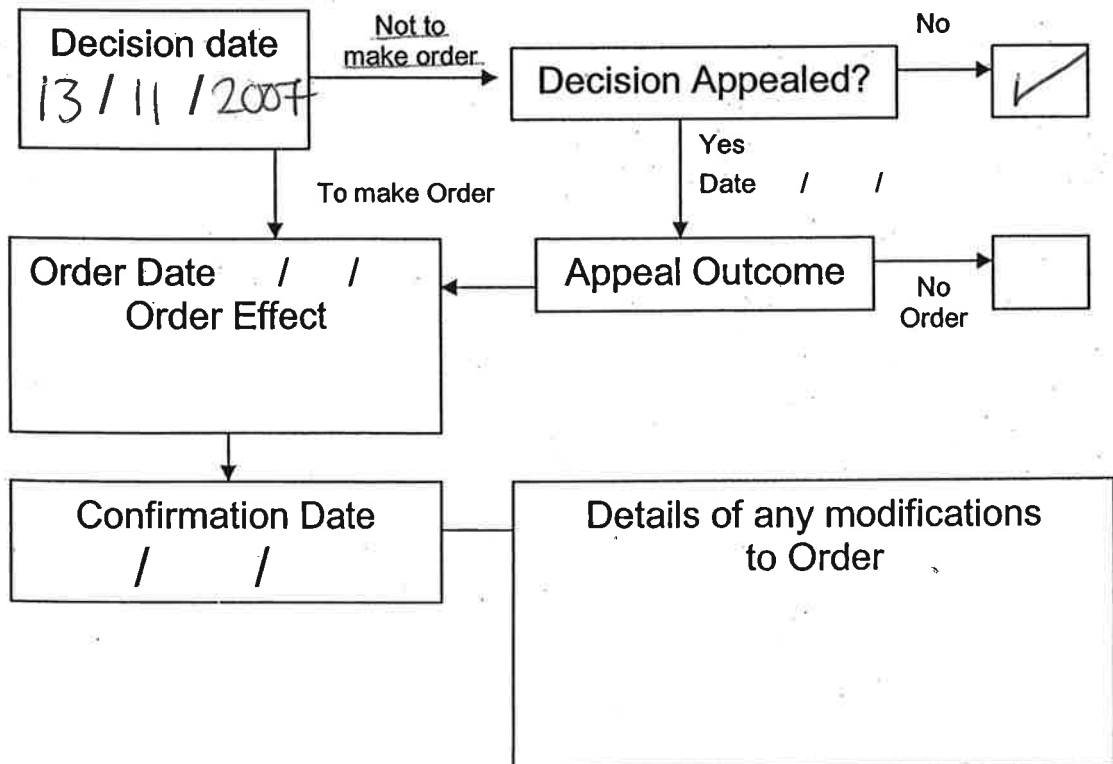 Decision date
13 / 11 / 2007
Not to
make order
Decision Appealed?
No
✓
Yes
Date / /
To make Order
Order Date / /
Order Effect
Appeal Outcome
No
Order
Confirmation Date
/ /
Details of any modifications
to Order